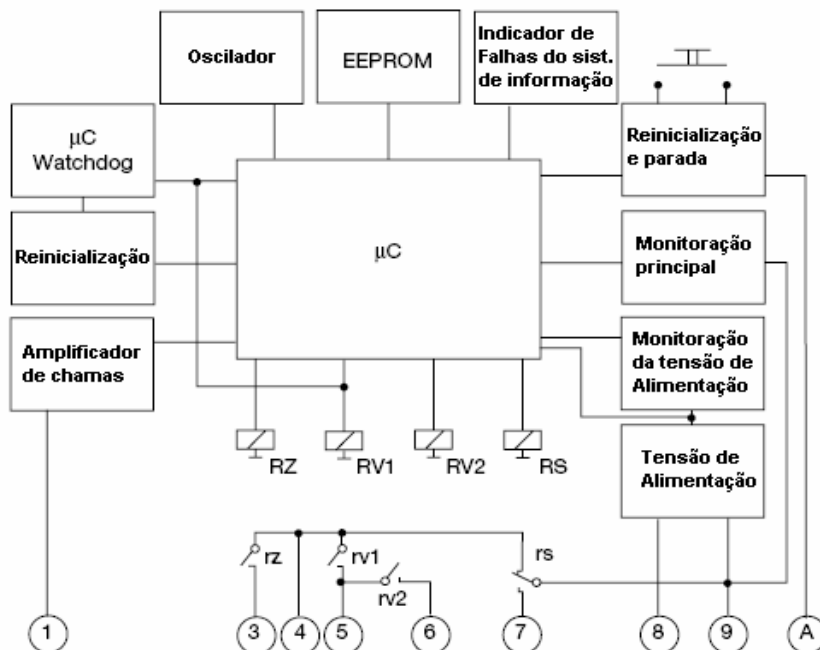 Oscilador
EEPROM
Indicador de
Falhas do sist.
de informação
µC
Watchdog
Reinicialização
e parada
Reinicialização
µC
Monitoração
principal
Amplificador
de chamas
Monitoração
da tensão de
Alimentação
RZ
RV1
RV2
RS
Tensão de
Alimentação
rz
rv1
rv2
rs
1
3
4
5
6
7
8
9
A